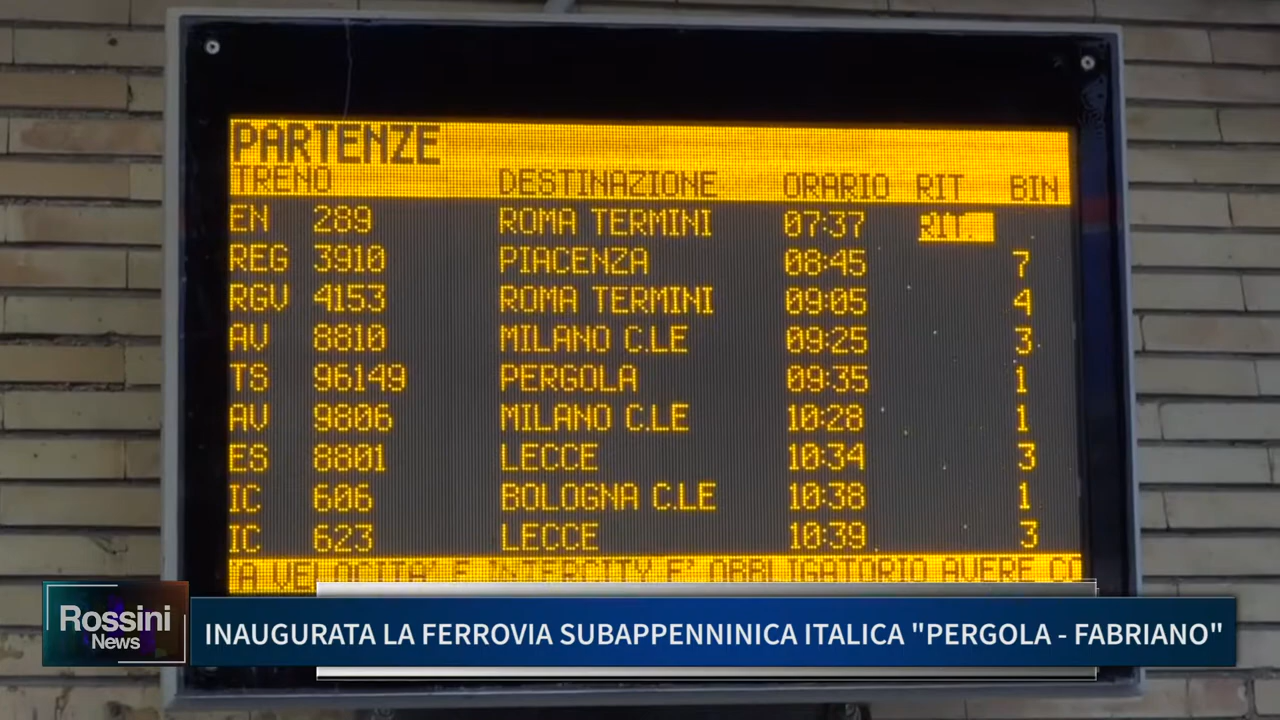 PARTENZE
TRENO DESTINAZIONE ORARIO RIT BIN
EN 289 ROMA TERMINI 07:37 RIT.
REG 3910 PIACENZA 08:45 7
RGV 4153 ROMA TERMINI 09:05 4
AV 8810 MILANO C.LE 09:25 3
TS 96149 PERGOLA 09:35 1
AV 9806 MILANO C.LE 10:28 1
ES 8801 LECCE 10:34 3
IC 606 BOLOGNA C.LE 10:38 1
IC 623 LECCE 10:39 3
VELOCITA' E INTERCITY E' OBBLIGATORIO AVERE CO
Rossini
News
INAUGURATA LA FERROVIA SUBAPPENNINICA ITALICA "PERGOLA - FABRIANO"